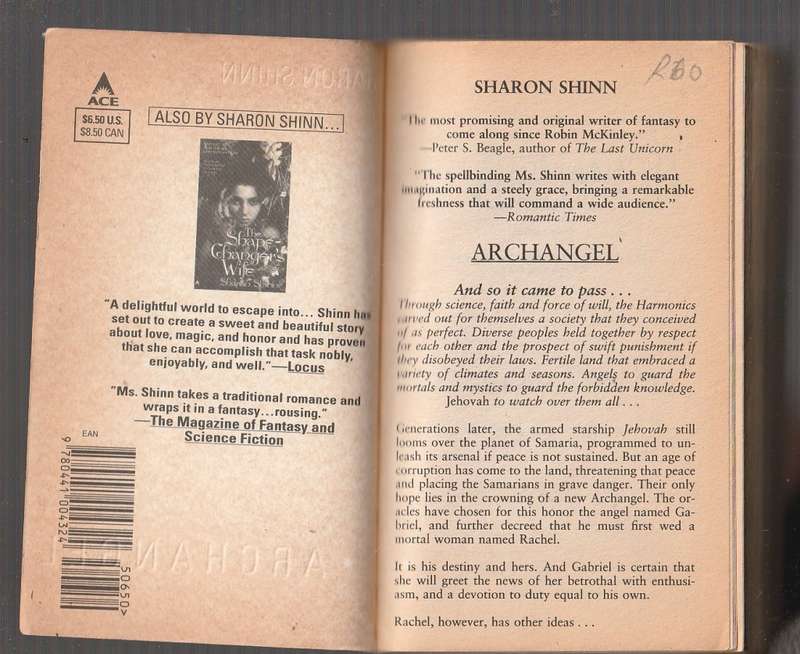 ACE
$6.50 U.S.
$8.50 CAN
ALSO BY SHARON SHINN...
The
Shape-
Changer's
Wife
Sharon Shinn
"A delightful world to escape into... Shinn has
set out to create a sweet and beautiful story
about love, magic, and honor and has proven
that she can accomplish that task nobly,
enjoyably, and well."—Locus
"Ms. Shinn takes a traditional romance and
wraps it in a fantasy...rousing."
—The Magazine of Fantasy and
Science Fiction
EAN
9 780441 004324
50650>
ARCHANGEL
SHARON SHINN
R60
SHARON SHINN
"The most promising and original writer of fantasy to
come along since Robin McKinley."
—Peter S. Beagle, author of The Last Unicorn
"The spellbinding Ms. Shinn writes with elegant
imagination and a steely grace, bringing a remarkable
freshness that will command a wide audience."
—Romantic Times
ARCHANGEL
And so it came to pass . . .
Through science, faith and force of will, the Harmonics
carved out for themselves a society that they conceived
of as perfect. Diverse peoples held together by respect
for each other and the prospect of swift punishment if
they disobeyed their laws. Fertile land that embraced a
variety of climates and seasons. Angels to guard the
mortals and mystics to guard the forbidden knowledge.
Jehovah to watch over them all . . .
Generations later, the armed starship Jehovah still
looms over the planet of Samaria, programmed to un-
leash its arsenal if peace is not sustained. But an age of
corruption has come to the land, threatening that peace
and placing the Samarians in grave danger. Their only
hope lies in the crowning of a new Archangel. The or-
acles have chosen for this honor the angel named Ga-
briel, and further decreed that he must first wed a
mortal woman named Rachel.
It is his destiny and hers. And Gabriel is certain that
she will greet the news of her betrothal with enthusi-
asm, and a devotion to duty equal to his own.
Rachel, however, has other ideas . . .